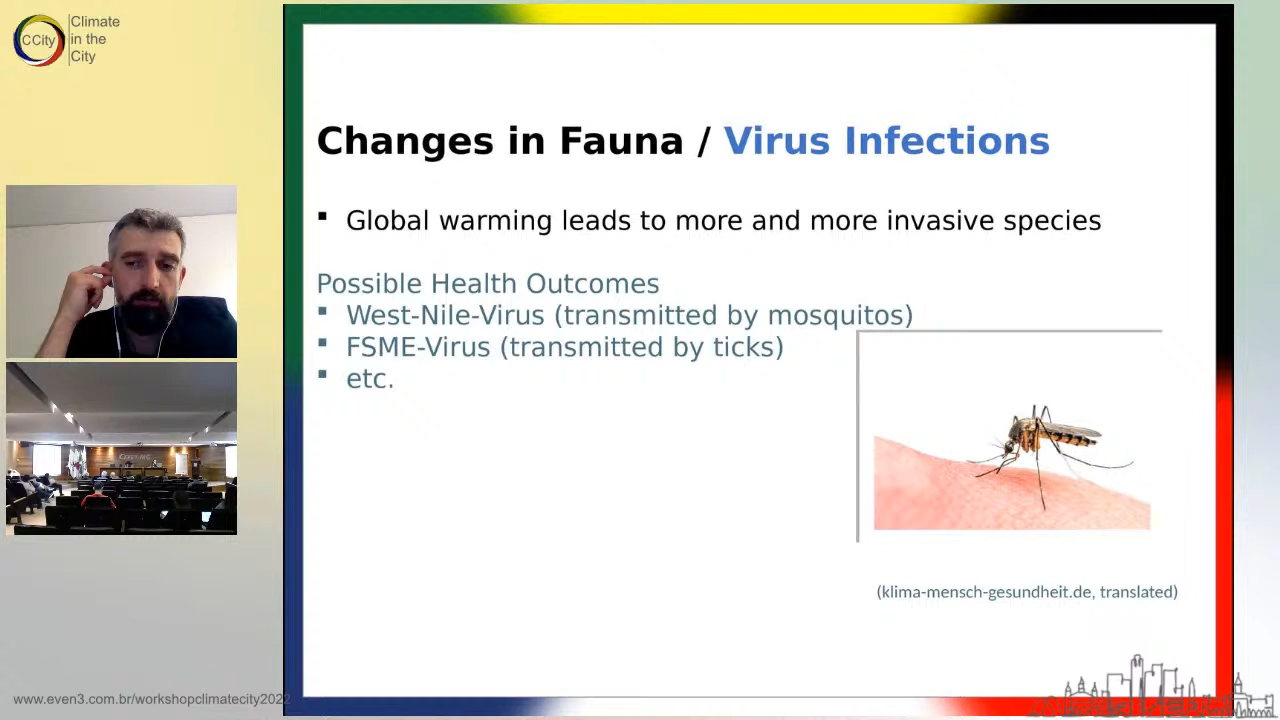 CCity
Climate
in the
City
Changes in Fauna / Virus Infections
▪ Global warming leads to more and more invasive species
Possible Health Outcomes
▪ West-Nile-Virus (transmitted by mosquitos)
▪ FSME-Virus (transmitted by ticks)
▪ etc.
(klima-mensch-gesundheit.de, translated)
www.even3.com.br/workshopclimatecity2022